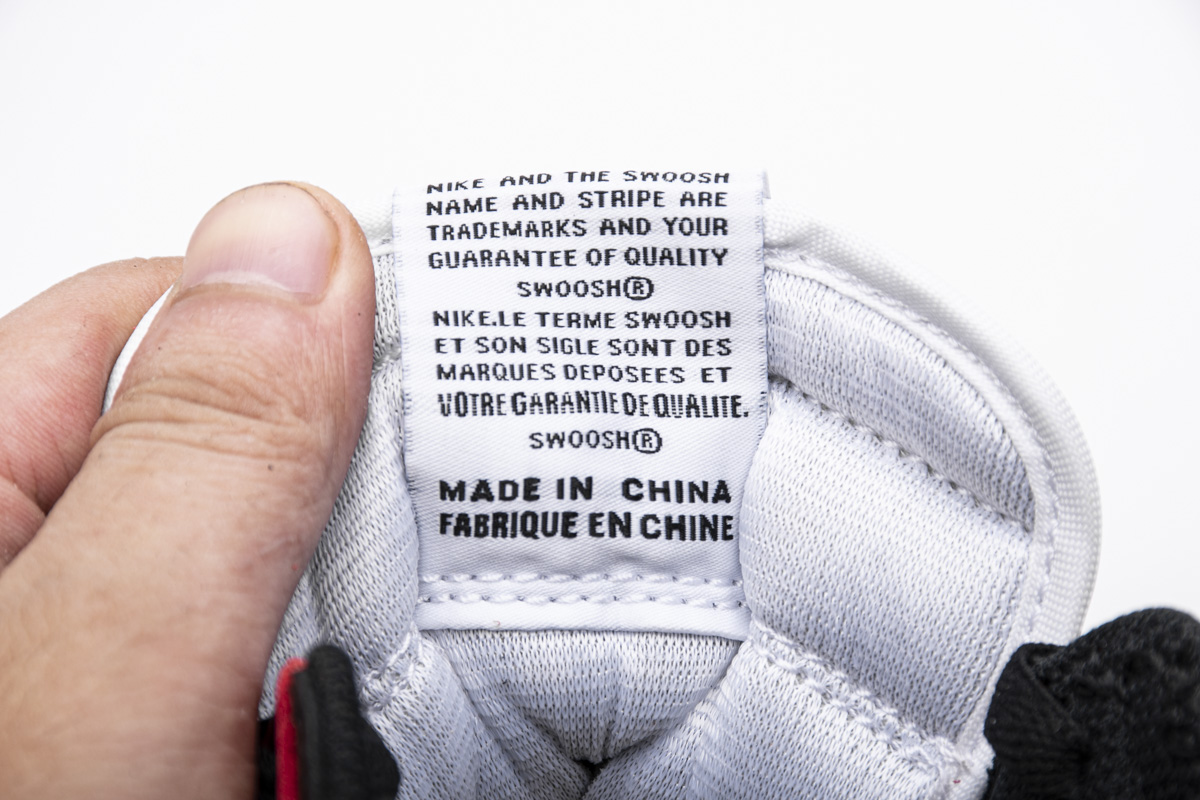 NIKE AND THE SWOOSH
NAME AND STRIPE ARE
TRADEMARKS AND YOUR
GUARANTEE OF QUALITY
SWOOSH®
NIKE.LE TERME SWOOSH
ET SON SIGLE SONT DES
MARQUES DEPOSEES ET
VOTRE GARANTIE DE QUALITE.
SWOOSH®
MADE IN CHINA
FABRIQUE EN CHINE